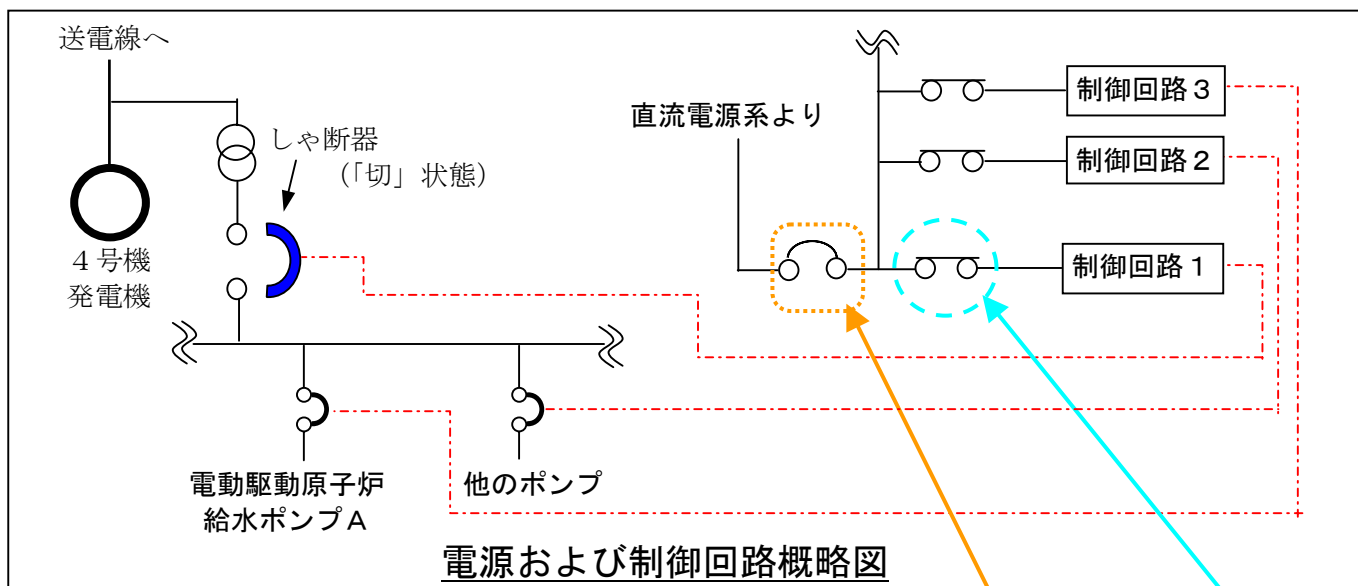 送電線へ
しゃ断器
（「切」状態）
4号機
発電機
直流電源系より
制御回路３
制御回路２
制御回路１
電動駆動原子炉
給水ポンプＡ
他のポンプ
電源および制御回路概略図